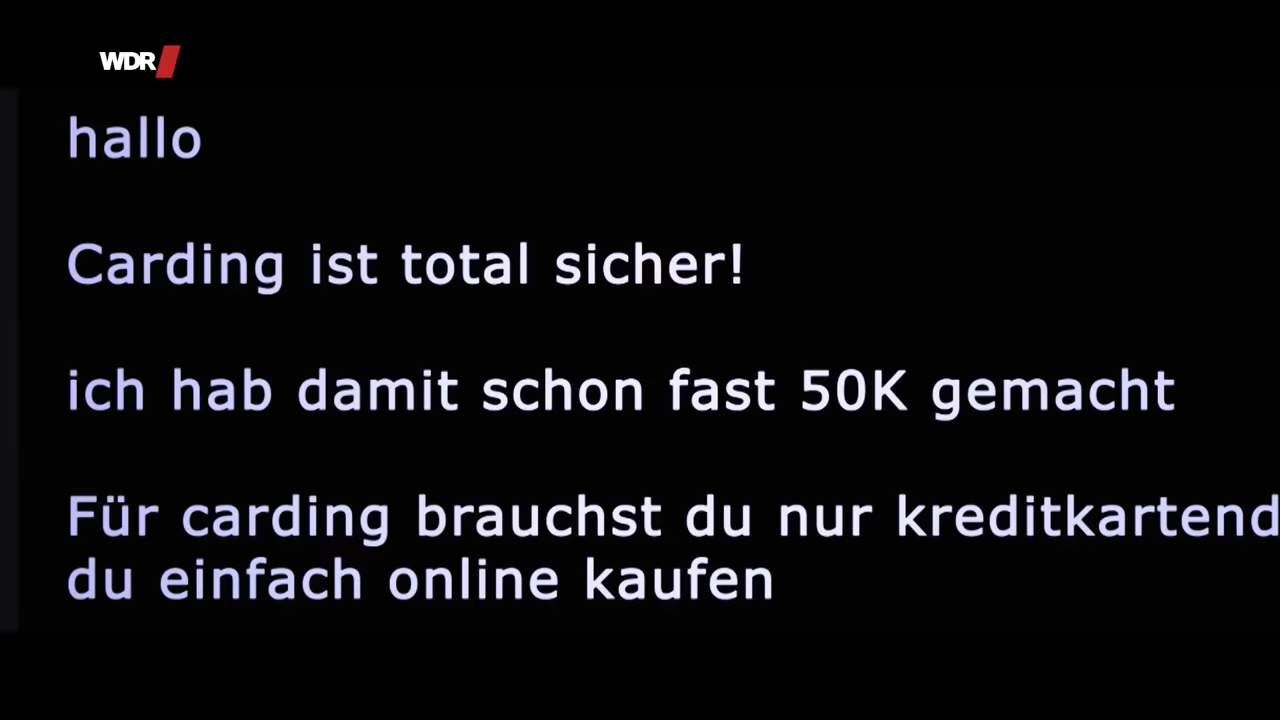 WDR
hallo
Carding ist total sicher!
ich hab damit schon fast 50K gemacht
Für carding brauchst du nur kreditkartend
du einfach online kaufen